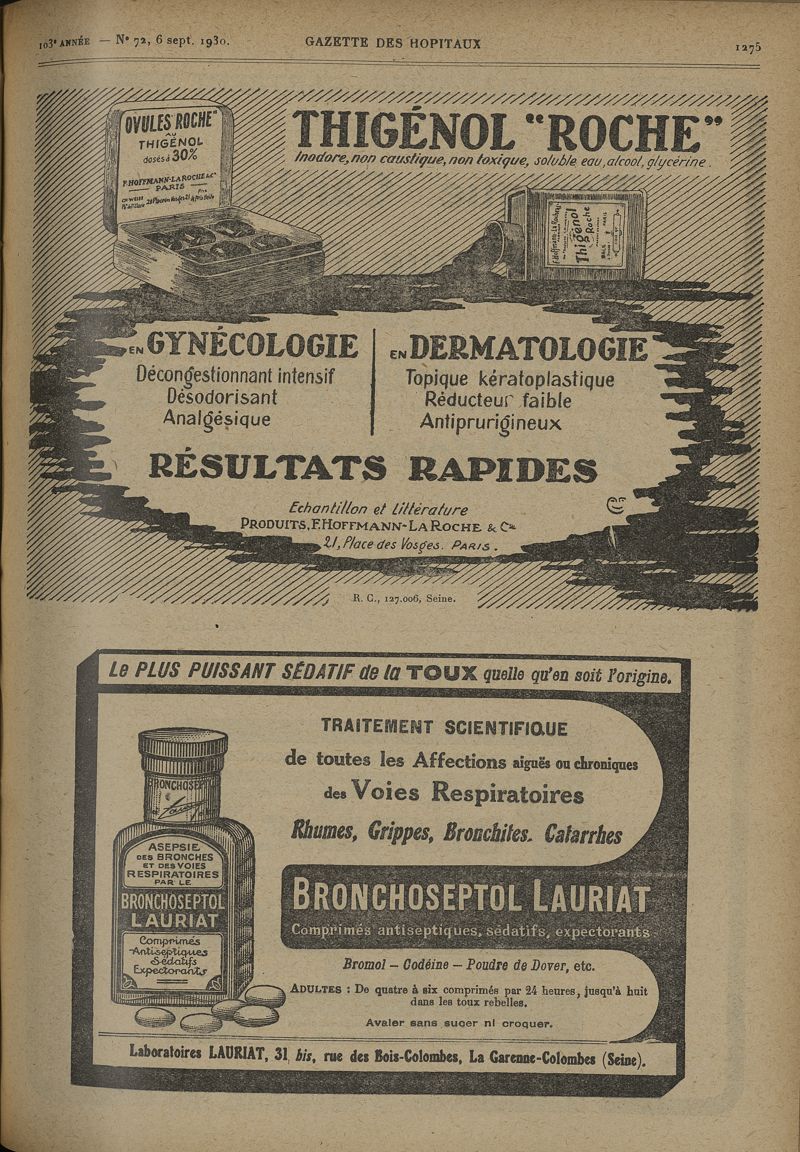 103e ANNÉE — N° 72, 6 sept. 1930. GAZETTE DES HOPITAUX 1275
OVULES "ROCHE"
AU
THIGÉNOL
dosés à 30%
F. HOFFMANN-LA ROCHE & Cie
PARIS
THIGÉNOL "ROCHE"
Inodore, non caustique, non toxique, soluble eau, alcool, glycérine.
F. Hoffmann-La Roche
Thigénol
Roche
EN GYNÉCOLOGIE
Décongestionnant intensif
Désodorisant
Analgésique
EN DERMATOLOGIE
Topique kératoplastique
Réducteur faible
Antiprurigineux
RÉSULTATS RAPIDES
Echantillon et Littérature
PRODUITS, F. HOFFMANN-LA ROCHE & Cie
21, Place des Vosges. PARIS.
R. C., 127.006, Seine.
Le PLUS PUISSANT SÉDATIF de la TOUX quelle qu'en soit l'origine.
TRAITEMENT SCIENTIFIQUE
de toutes les Affections aiguës ou chroniques
des Voies Respiratoires
Rhumes, Grippes, Bronchites. Catarrhes
BRONCHOSEPT
ASEPSIE
DES BRONCHES
ET DES VOIES
RESPIRATOIRES
PAR LE
BRONCHOSEPTOL
LAURIAT
Comprimés
Antiseptiques
Sédatifs
Expectorants
BRONCHOSEPTOL LAURIAT
Comprimés antiseptiques, sédatifs, expectorants
Bromol — Codéine — Poudre de Dover, etc.
ADULTES : De quatre à six comprimés par 24 heures, jusqu'à huit
dans les toux rebelles.
Avaler sans sucer ni croquer.
Laboratoires LAURIAT, 31 bis, rue des Bois-Colombes, La Garenne-Colombes (Seine).